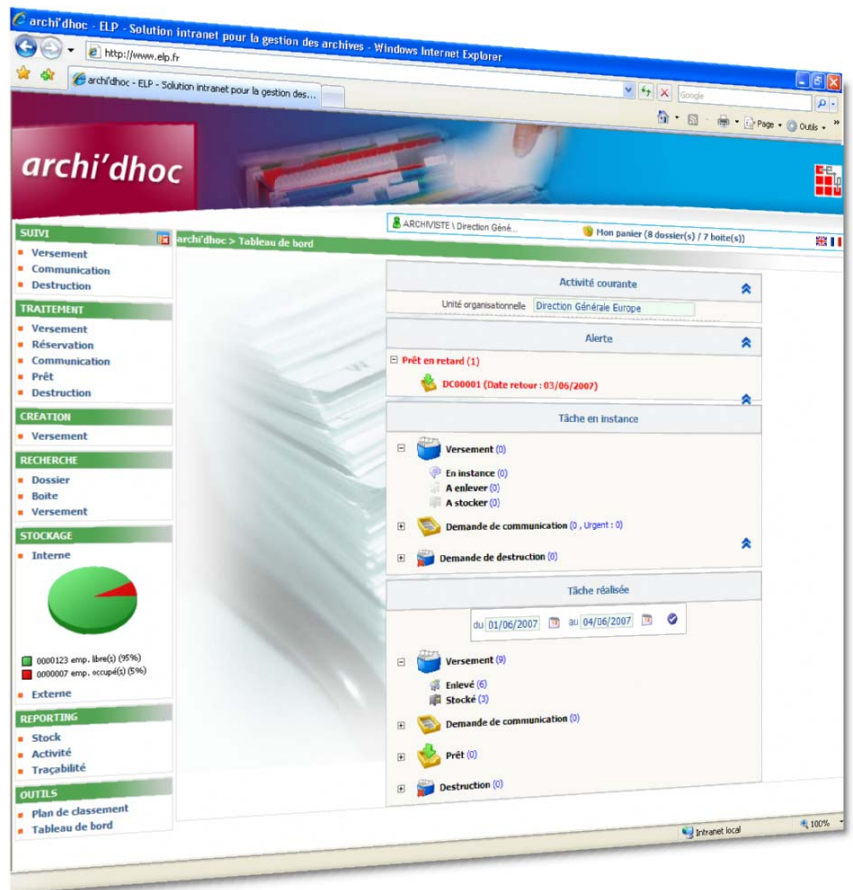 archi'dhoc - ELP - Solution intranet pour la gestion des archives - Windows Internet Explorer
http://www.elp.fr
Google
archi'dhoc - ELP - Solution intranet pour la gestion des...
Page
Outils
archi'dhoc
elp
ARCHIVISTE \ Direction Géné...
Mon panier (8 dossier(s) / 7 boite(s))
archi'dhoc > Tableau de bord
SUIVI
Versement
Communication
Destruction
TRAITEMENT
Versement
Réservation
Communication
Prêt
Destruction
CREATION
Versement
RECHERCHE
Dossier
Boite
Versement
STOCKAGE
Interne
0000123 emp. libre(s) (95%)
0000007 emp. occupé(s) (5%)
Externe
REPORTING
Stock
Activité
Traçabilité
OUTILS
Plan de classement
Tableau de bord
Activité courante
Unité organisationnelle Direction Générale Europe
Alerte
Prêt en retard (1)
DC00001 (Date retour : 03/06/2007)
Tâche en instance
Versement (0)
En instance (0)
A enlever (0)
A stocker (0)
Demande de communication (0 , Urgent : 0)
Demande de destruction (0)
Tâche réalisée
du 01/06/2007 au 04/06/2007
Versement (9)
Enlevé (6)
Stocké (3)
Demande de communication (0)
Prêt (0)
Destruction (0)
Intranet local
100%